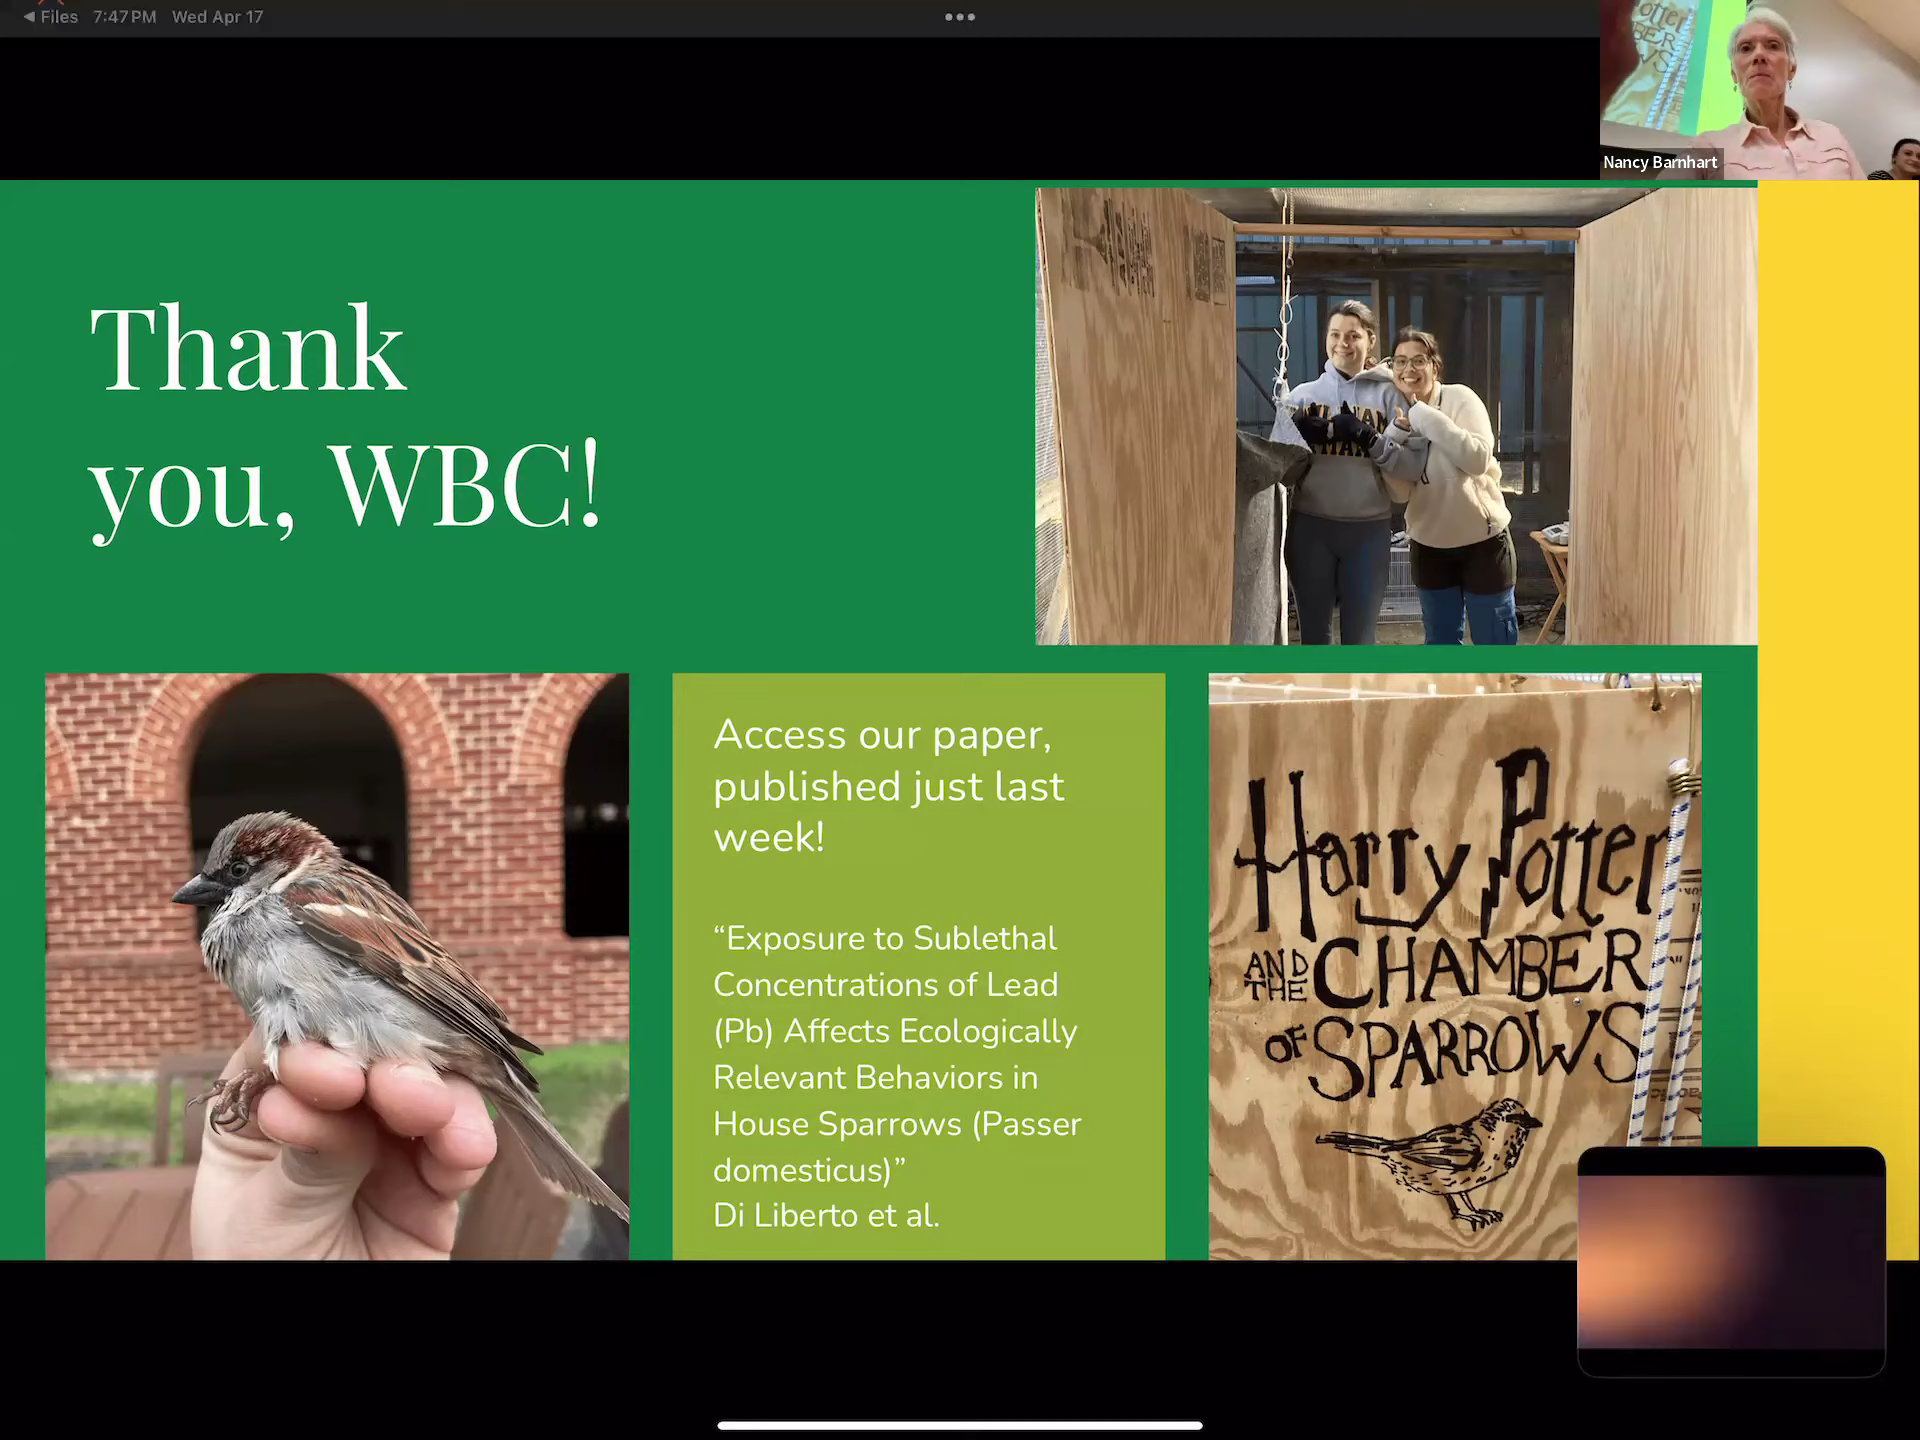 ◀ Files 7:47 PM Wed Apr 17
Nancy Barnhart
Thank
you, WBC!
Access our paper,
published just last
week!
“Exposure to Sublethal
Concentrations of Lead
(Pb) Affects Ecologically
Relevant Behaviors in
House Sparrows (Passer
domesticus)”
Di Liberto et al.
Harry Potter
AND THE CHAMBER
OF SPARROWS